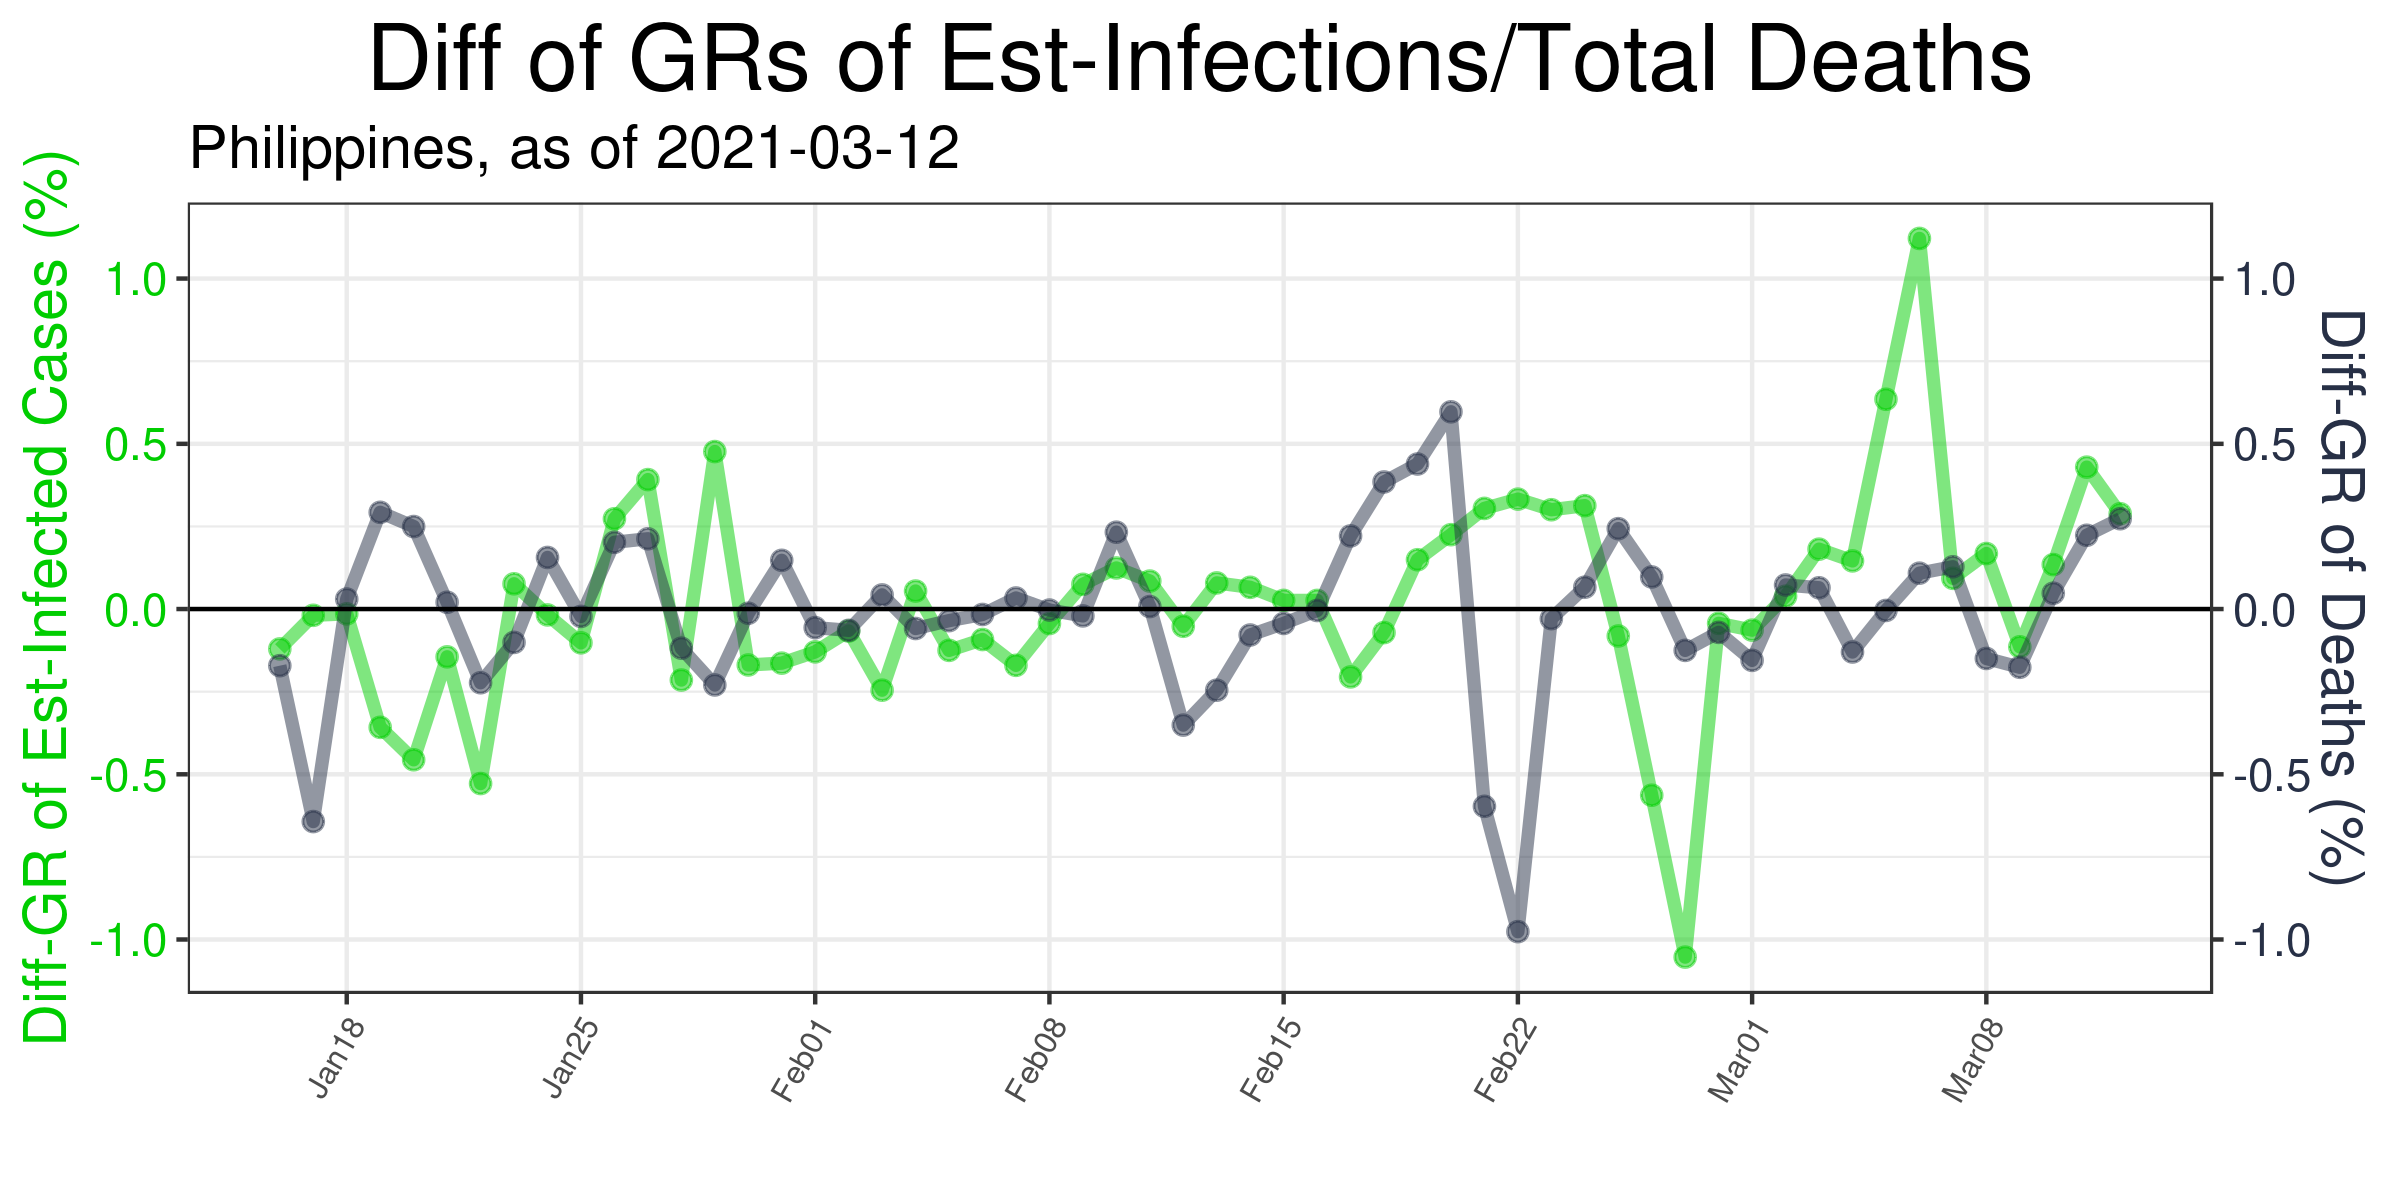 Diff of GRs of Est-Infections/Total Deaths
Philippines, as of 2021-03-12
Diff-GR of Est-Infected Cases (%)
1.0
0.5
0.0
-0.5
-1.0
1.0
0.5
0.0
-0.5
-1.0
Diff-GR of Deaths (%)
Jan18
Jan25
Feb01
Feb08
Feb15
Feb22
Mar01
Mar08